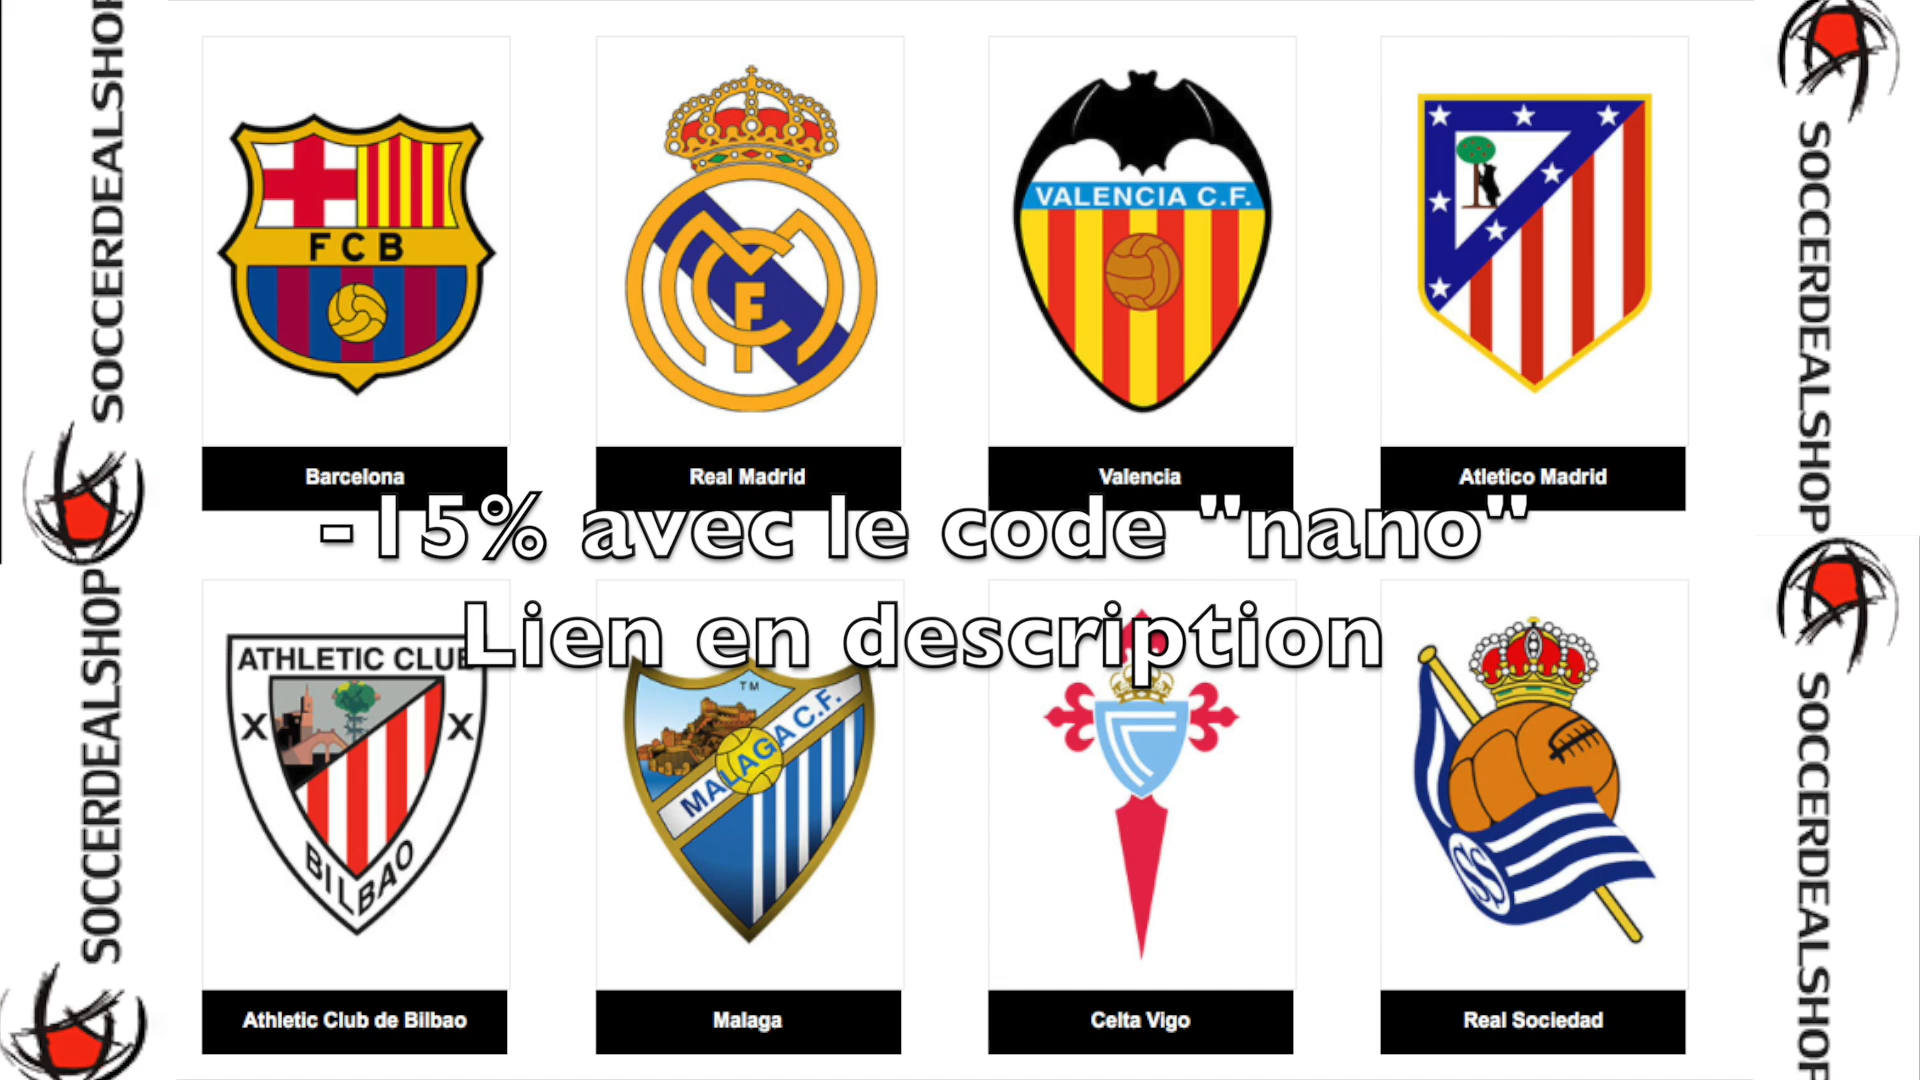 SOCCERDEALSHOP
SOCCERDEALSHOP
F C B
VALENCIA C.F.
Barcelona
Real Madrid
Valencia
Atletico Madrid
-15% avec le code "nano"
Lien en description
ATHLETIC CLUB
X X
BILBAO
TM
MALAGA C.F.
Athletic Club de Bilbao
Malaga
Celta Vigo
Real Sociedad
SOCCERDEALSHOP
SOCCERDEALSHOP